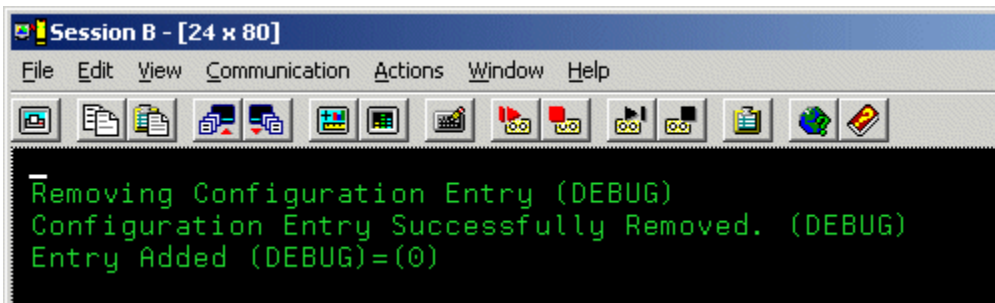 Session B - [24 x 80]
File Edit View Communication Actions Window Help
Removing Configuration Entry (DEBUG)
Configuration Entry Successfully Removed. (DEBUG)
Entry Added (DEBUG)=(0)